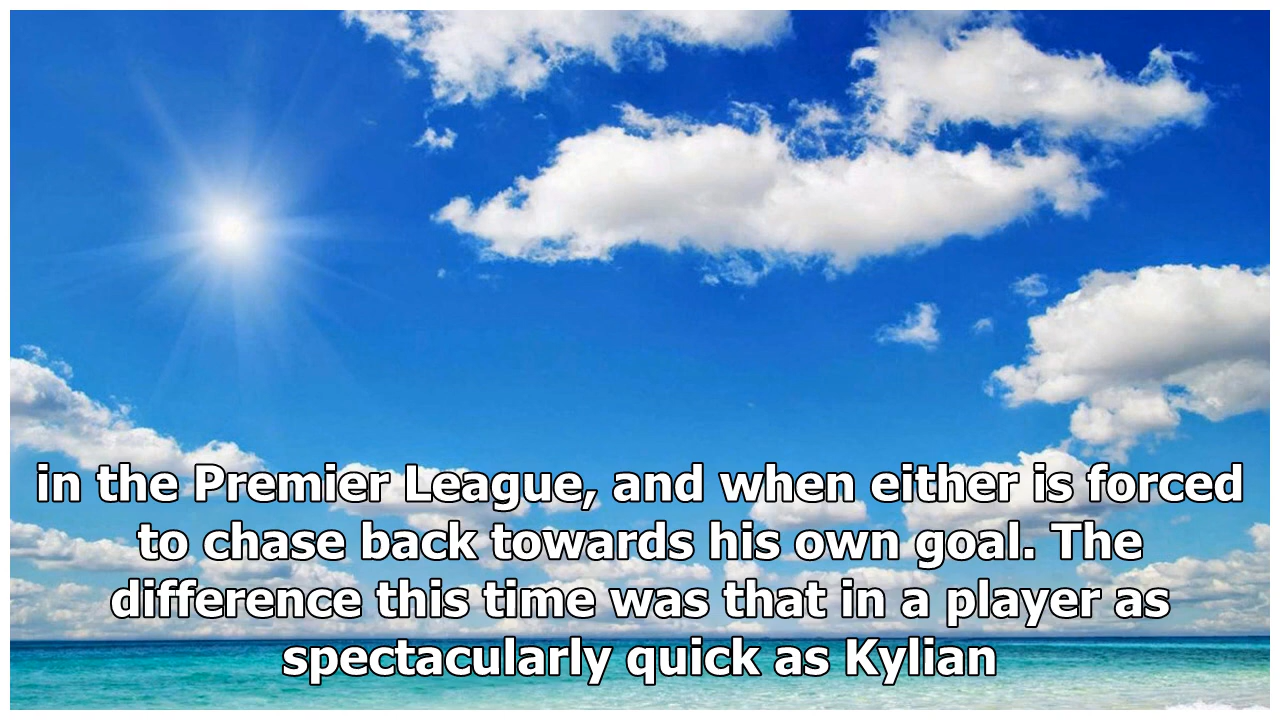 in the Premier League, and when either is forced
to chase back towards his own goal. The
difference this time was that in a player as
spectacularly quick as Kylian